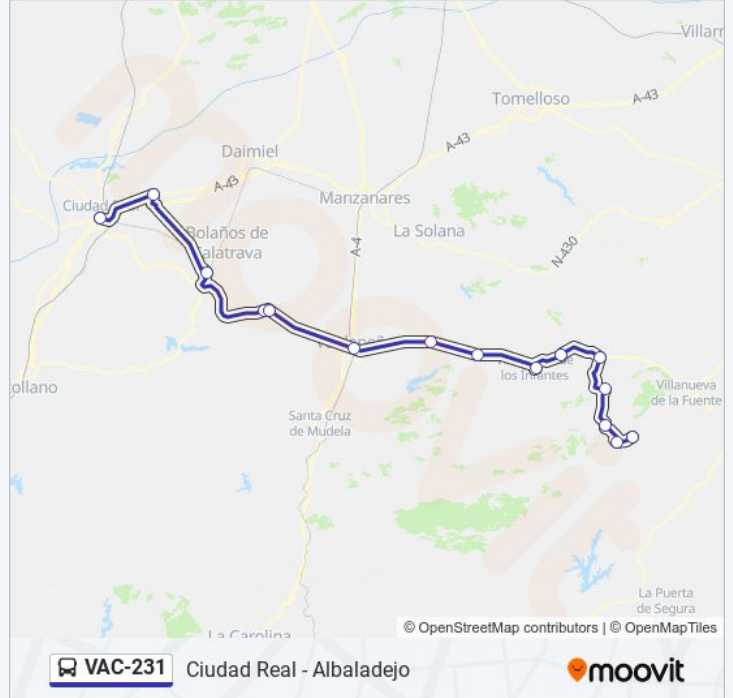 Villarr
Tomelloso
A-43
A-43
Daimiel
A-43
Manzanares
Ciudad
Bolaños de
Calatrava
La Solana
A-4
N-430
los Infantes
ollano
Villanueva
de la Fuente
Santa Cruz
de Mudela
La Puerta
de Segura
La Carolina
© OpenStreetMap contributors | © OpenMapTiles
VAC-231 Ciudad Real - Albaladejo
moovit